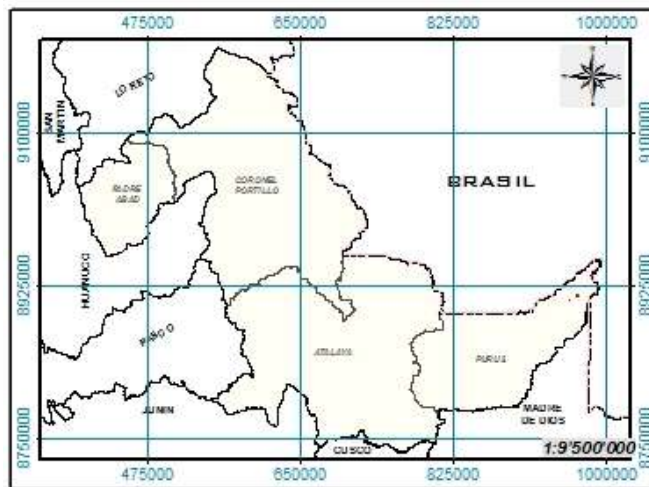 475000 650000 825000 1000000
LORETO
SAN
MARTIN
9100000 9100000
PADRE
ABAD
CORONEL
PORTILLO
BRASIL
HUANUCO
8925000 8925000
PASCO
ATALAYA
PURUS
JUNIN
MADRE
DE DIOS
CUSCO
8750000 8750000
1:9'500'000
475000 650000 825000 1000000